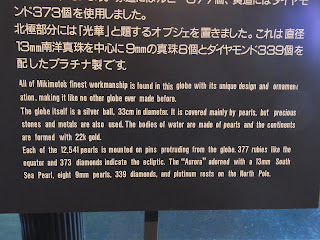 ンド373個を使用しました。
北極部分には「光華」と題するオブジェを置きました。これは直径
13mm南洋真珠を中心に9mmの真珠8個とダイヤモンド339個を
配したプラチナ製です。
All of Mikimoto's finest workmanship is found in this globe with its unique design and ornamen-
ation, making it like no other globe ever made before.
The globe itself is a silver ball, 33cm in diameter. It is covered mainly by pearls, but precious
stones and metals are also used. The bodies of water are made of pearls and the continents
are formed with 22k gold.
Each of the 12,541 pearls is mounted on pins protruding from the globe. 377 rubies like the
equator and 373 diamonds indicate the ecliptic. The "Aurora" adorned with a 13mm South
Sea Pearl, eight 9mm pearls, 339 diamonds, and platinum rests on the North Pole.